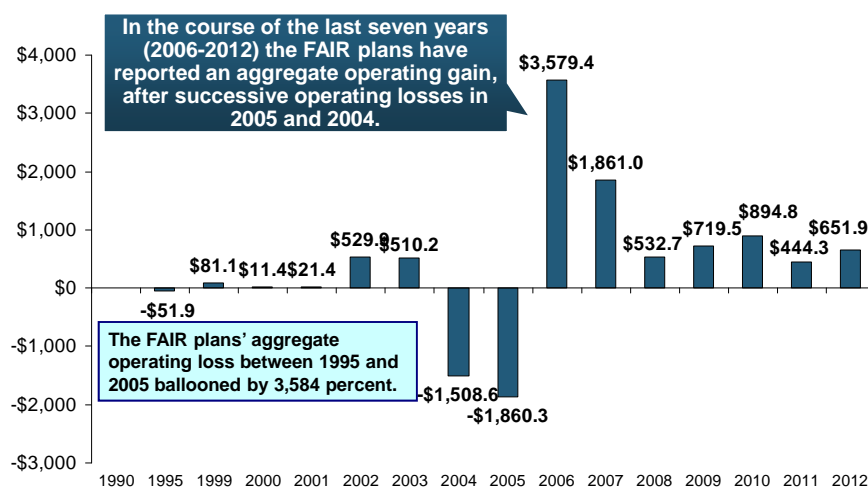 In the course of the last seven years
(2006-2012) the FAIR plans have
reported an aggregate operating gain,
after successive operating losses in
2005 and 2004.
$4,000
$3,000
$2,000
$1,000
$0
-$1,000
-$2,000
-$3,000
-$51.9
$81.1
$11.4
$21.4
$529.9
$510.2
-$1,508.6
-$1,860.3
$3,579.4
$1,861.0
$532.7
$719.5
$894.8
$444.3
$651.9
The FAIR plans’ aggregate
operating loss between 1995 and
2005 ballooned by 3,584 percent.
1990 1995 1999 2000 2001 2002 2003 2004 2005 2006 2007 2008 2009 2010 2011 2012